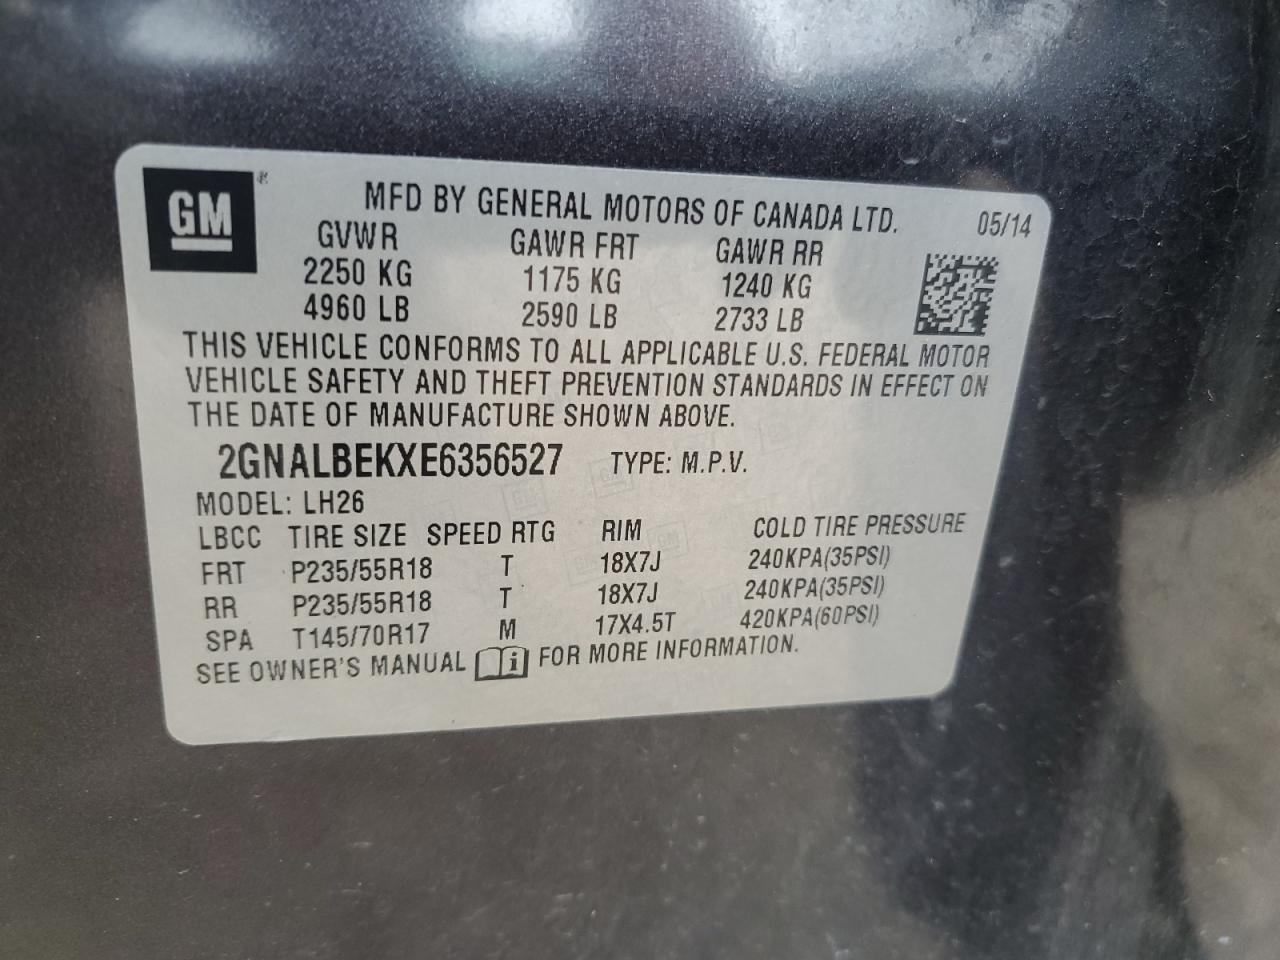 GM ®
MFD BY GENERAL MOTORS OF CANADA LTD. 05/14
GVWR GAWR FRT GAWR RR
2250 KG 1175 KG 1240 KG
4960 LB 2590 LB 2733 LB
THIS VEHICLE CONFORMS TO ALL APPLICABLE U.S. FEDERAL MOTOR
VEHICLE SAFETY AND THEFT PREVENTION STANDARDS IN EFFECT ON
THE DATE OF MANUFACTURE SHOWN ABOVE.
2GNALBEKXE6356527 TYPE: M.P.V.
MODEL: LH26
LBCC TIRE SIZE SPEED RTG RIM COLD TIRE PRESSURE
FRT P235/55R18 T 18X7J 240KPA(35PSI)
RR P235/55R18 T 18X7J 240KPA(35PSI)
SPA T145/70R17 M 17X4.5T 420KPA(60PSI)
SEE OWNER'S MANUAL i FOR MORE INFORMATION.